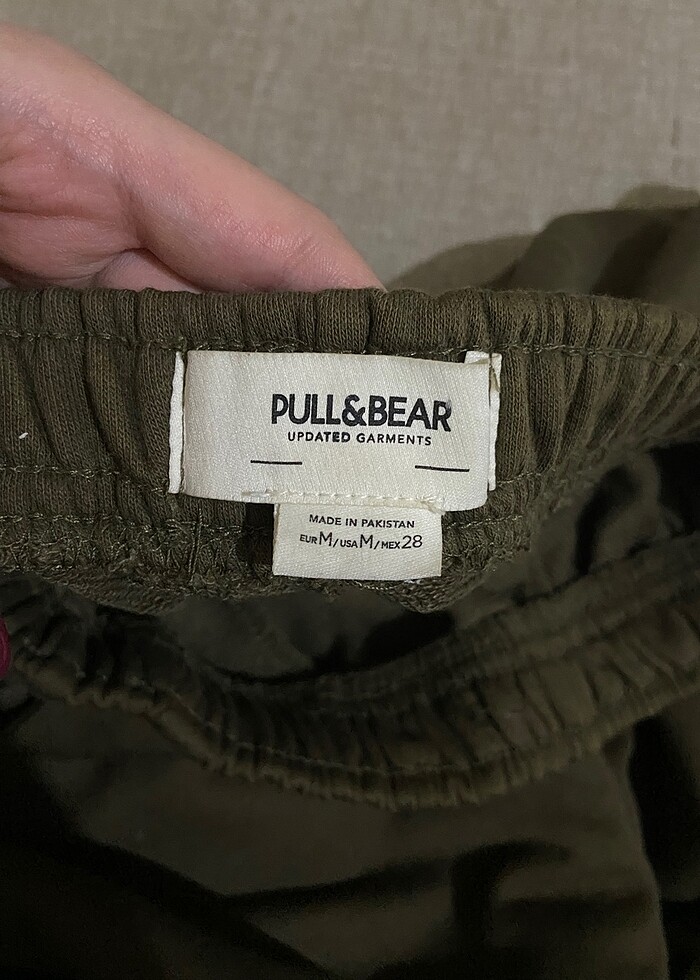 PULL&BEAR
UPDATED GARMENTS
MADE IN PAKISTAN
EUR M/USA M/MEX 28